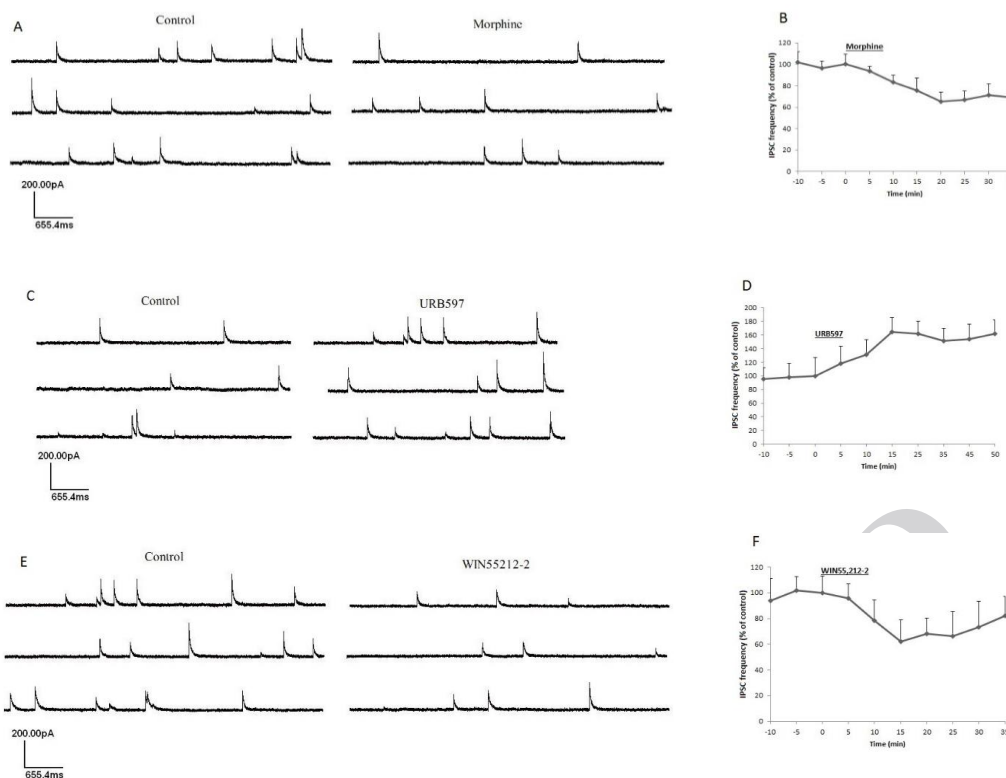 A
Control
Morphine
200.00pA
655.4ms
B
IPSC frequency (% of control)
120
100
80
60
40
20
0
Morphine
-10 -5 0 5 10 15 20 25 30 35
Time (min)
C
Control
URB597
200.00pA
655.4ms
D
IPSC frequency (% of control)
200
180
160
140
120
100
80
60
40
20
0
URB597
-10 -5 0 5 10 15 25 35 45 50
Time (min)
E
Control
WIN55212-2
200.00pA
655.4ms
F
IPSC frequency (% of control)
120
100
80
60
40
20
0
WIN55,212-2
-10 -5 0 5 10 15 20 25 30 35
Time (min)